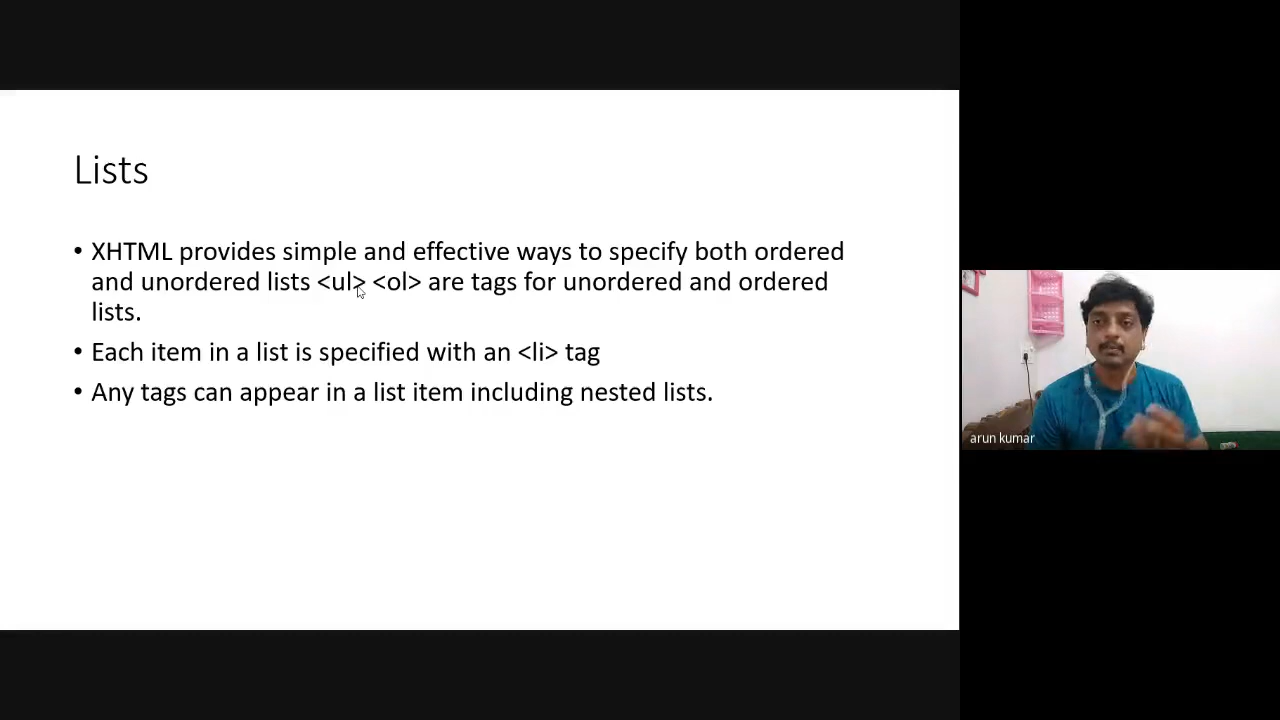 Lists
• XHTML provides simple and effective ways to specify both ordered
and unordered lists <ul> <ol> are tags for unordered and ordered
lists.
• Each item in a list is specified with an <li> tag
• Any tags can appear in a list item including nested lists.
arun kumar